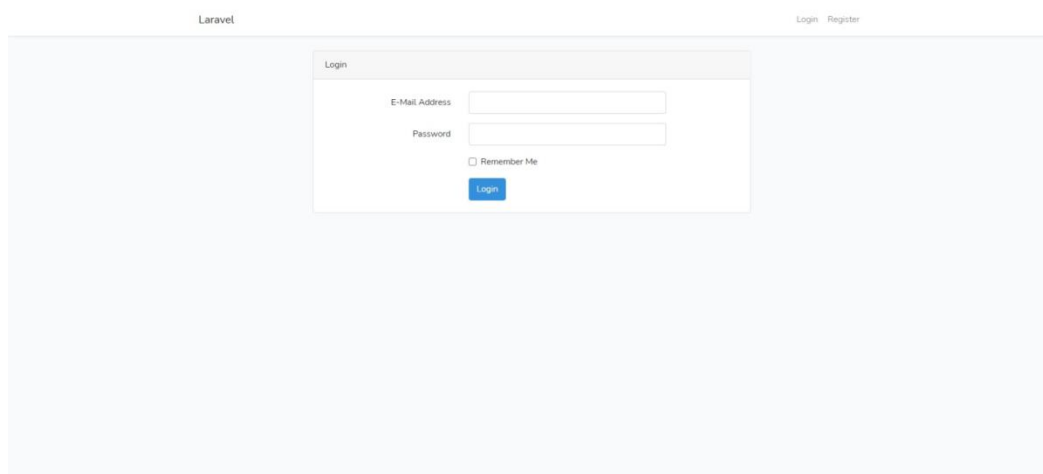 Laravel
Login Register
Login
E-Mail Address
Password
Remember Me
Login